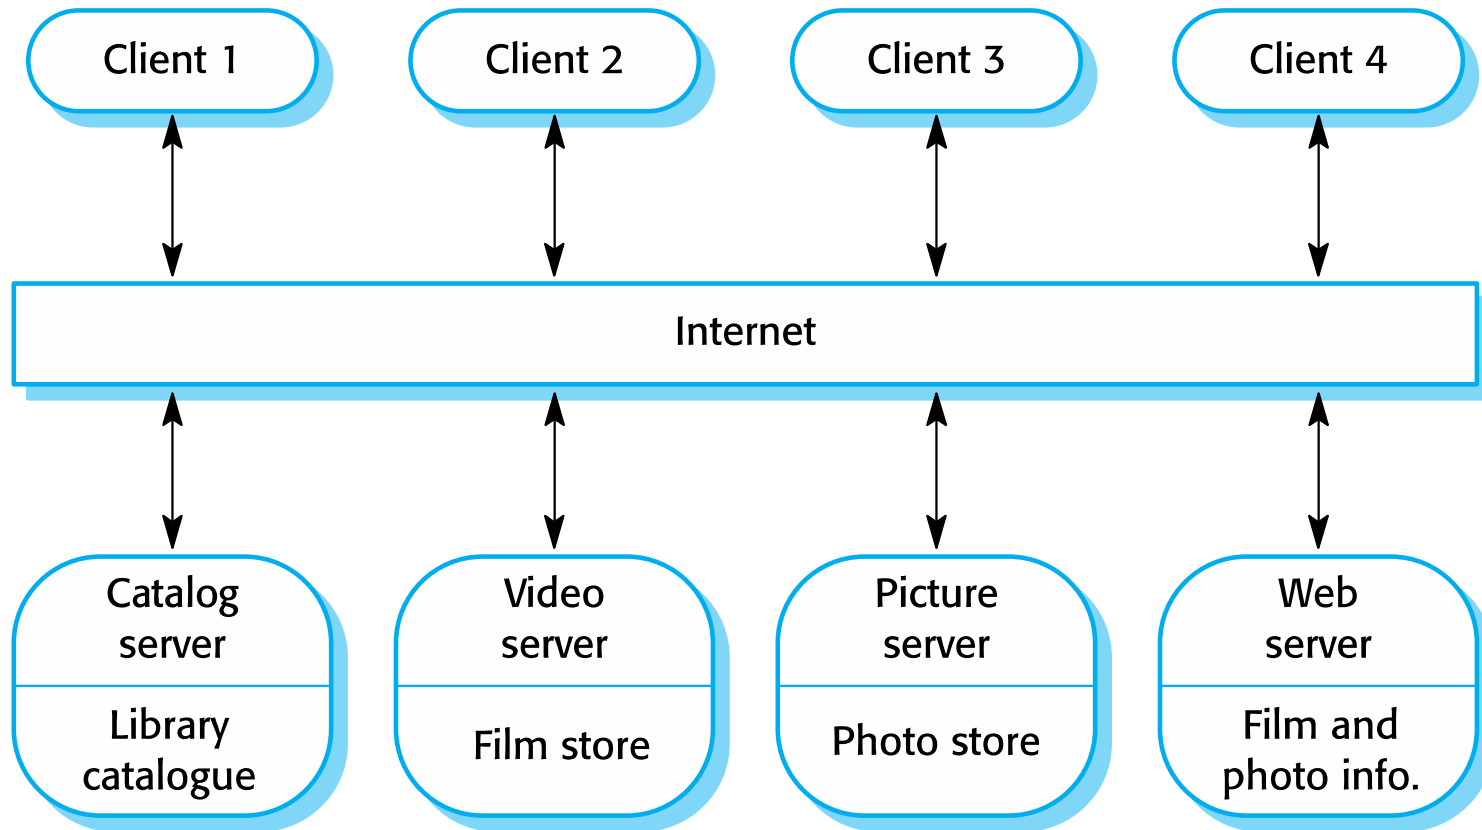 Client 1
Client 2
Client 3
Client 4
Internet
Catalog
server
Library
catalogue
Video
server
Film store
Picture
server
Photo store
Web
server
Film and
photo info.